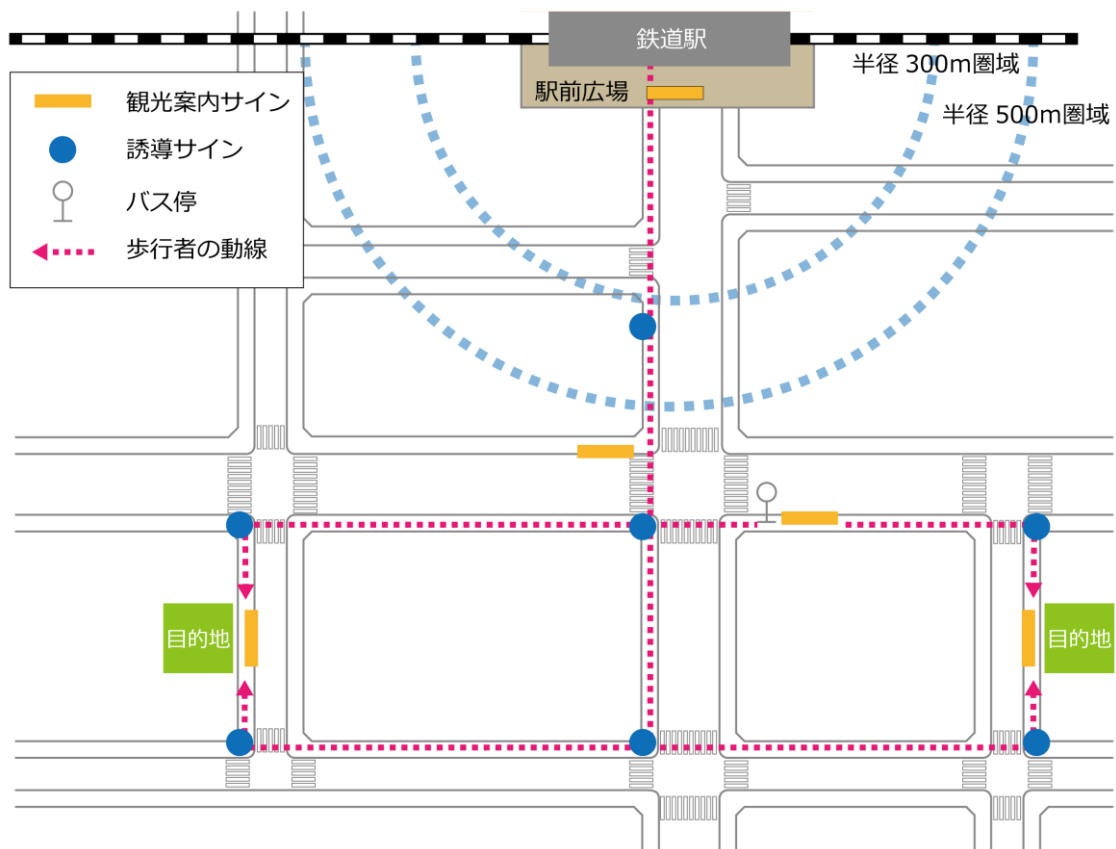 鉄道駅
半径 300m圏域
駅前広場
半径 500m圏域
観光案内サイン
誘導サイン
バス停
歩行者の動線
目的地
目的地